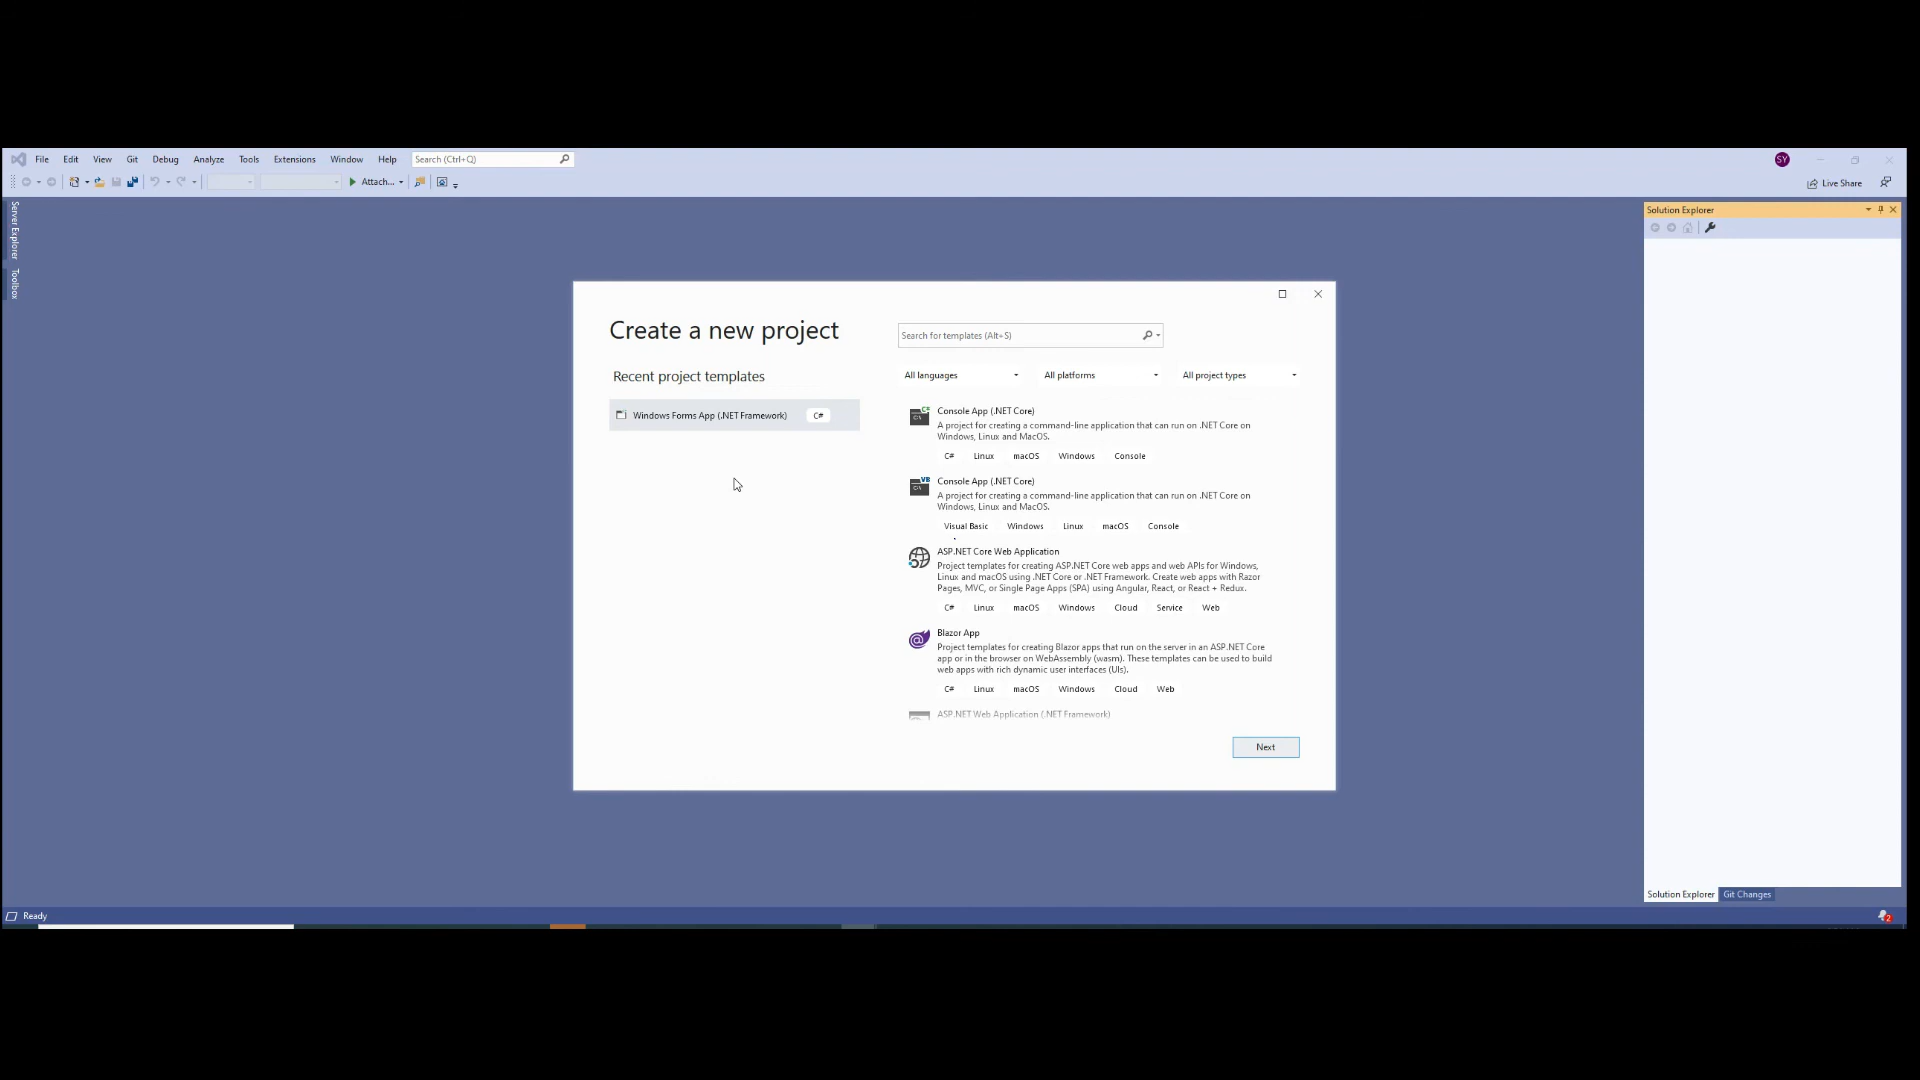 File Edit View Git Debug Analyze Tools Extensions Window Help Search (Ctrl+Q) SY
Attach... Live Share
Server Explorer
Toolbox
Solution Explorer
Create a new project
Search for templates (Alt+S)
Recent project templates
All languages All platforms All project types
Windows Forms App (.NET Framework) C#
Console App (.NET Core)
A project for creating a command-line application that can run on .NET Core on
Windows, Linux and MacOS.
C# Linux macOS Windows Console
Console App (.NET Core)
A project for creating a command-line application that can run on .NET Core on
Windows, Linux and MacOS.
Visual Basic Windows Linux macOS Console
ASP.NET Core Web Application
Project templates for creating ASP.NET Core web apps and web APIs for Windows,
Linux and macOS using .NET Core or .NET Framework. Create web apps with Razor
Pages, MVC, or Single Page Apps (SPA) using Angular, React, or React + Redux.
C# Linux macOS Windows Cloud Service Web
Blazor App
Project templates for creating Blazor apps that run on the server in an ASP.NET Core
app or in the browser on WebAssembly (wasm). These templates can be used to build
web apps with rich dynamic user interfaces (UIs).
C# Linux macOS Windows Cloud Web
ASP.NET Web Application (.NET Framework)
Next
Solution Explorer Git Changes
Ready 2